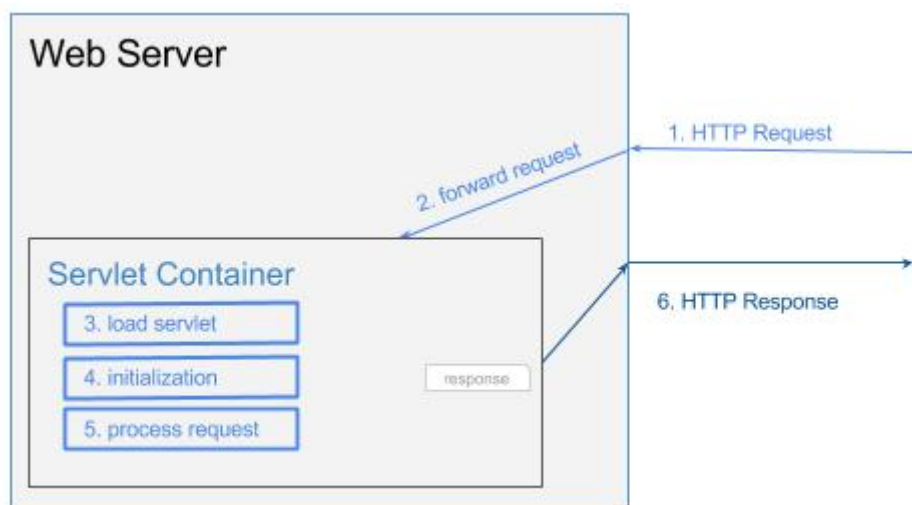 Web Server
1. HTTP Request
2. forward request
Servlet Container
3. load servlet
6. HTTP Response
4. initialization
response
5. process request